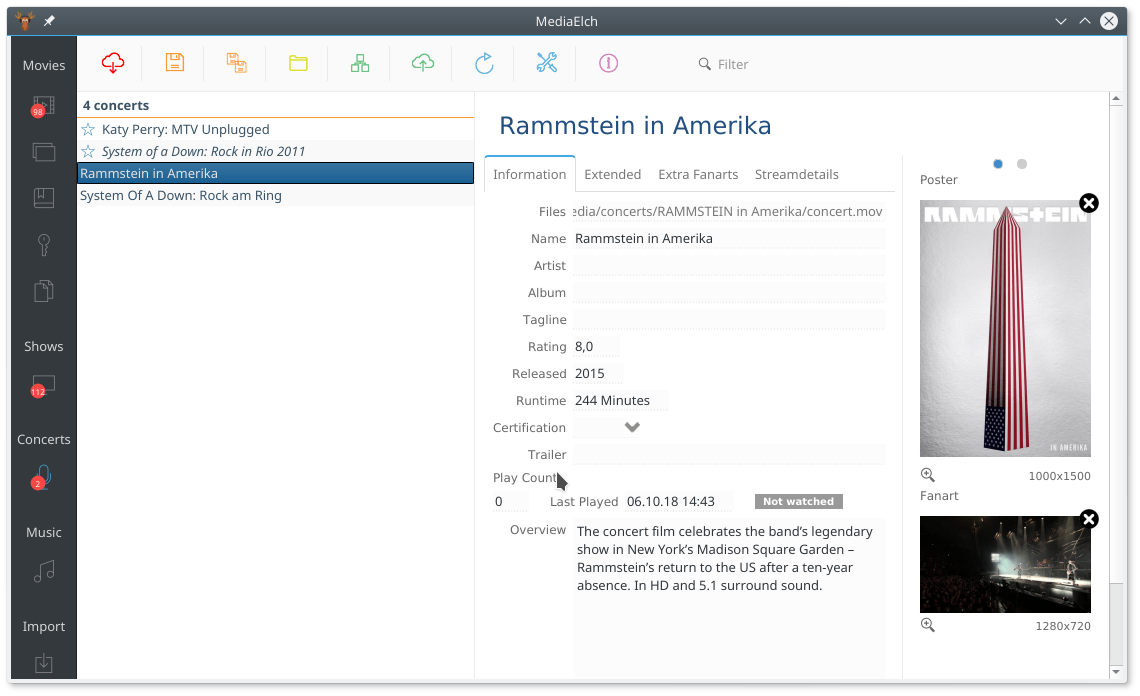 MediaElch
Movies
98
Shows
112
Concerts
2
Music
Import
Filter
4 concerts
Katy Perry: MTV Unplugged
System of a Down: Rock in Rio 2011
Rammstein in Amerika
System Of A Down: Rock am Ring
Rammstein in Amerika
Information Extended Extra Fanarts Streamdetails
Files edia/concerts/RAMMSTEIN in Amerika/concert.mov
Name Rammstein in Amerika
Artist
Album
Tagline
Rating 8,0
Released 2015
Runtime 244 Minutes
Certification
Trailer
Play Count
0 Last Played 06.10.18 14:43 Not watched
Overview The concert film celebrates the band’s legendary
show in New York’s Madison Square Garden –
Rammstein’s return to the US after a ten-year
absence. In HD and 5.1 surround sound.
Poster
RAMMSTEIN
IN AMERIKA
1000x1500
Fanart
1280x720